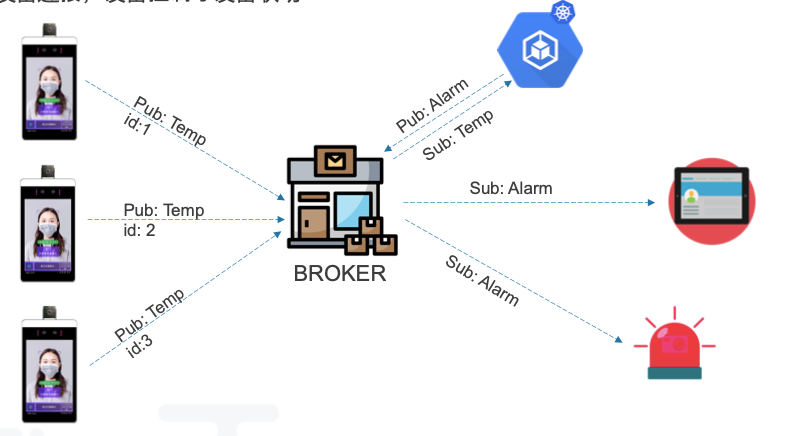 Pub: Temp
id:1
Pub: Temp
id: 2
Pub: Temp
id:3
BROKER
Pub: Alarm
Sub: Temp
Sub: Alarm
Sub: Alarm